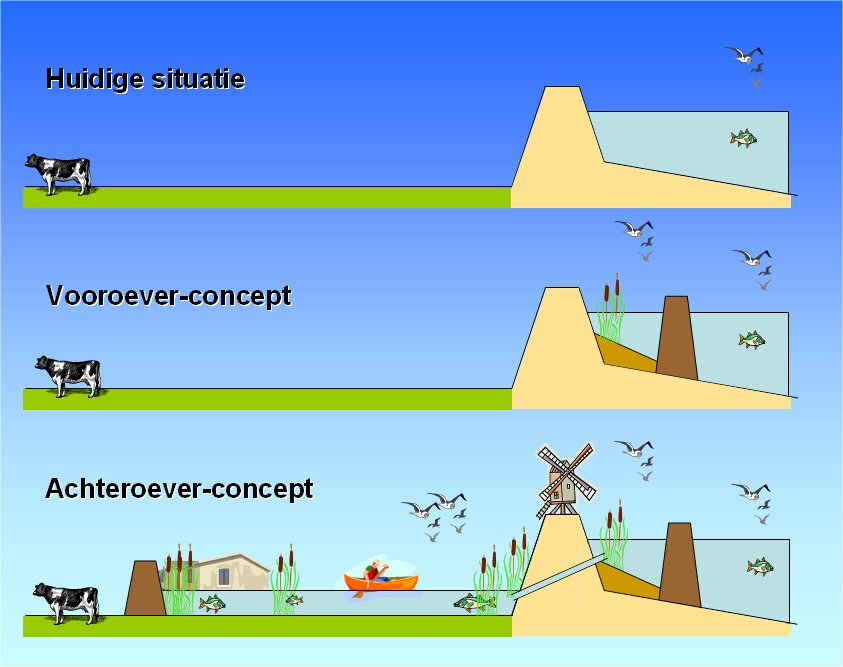 Huidige situatie
Vooroever-concept
Achteroever-concept